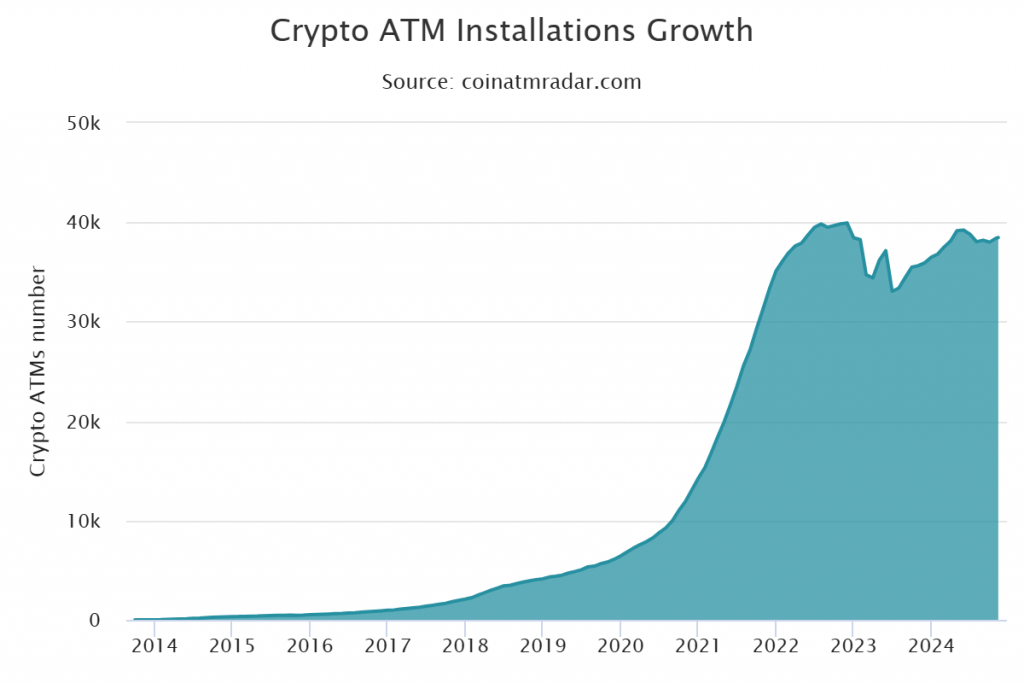 Crypto ATM Installations Growth
Source: coinatmradar.com
Crypto ATMs number
50k
40k
30k
20k
10k
0
2014 2015 2016 2017 2018 2019 2020 2021 2022 2023 2024